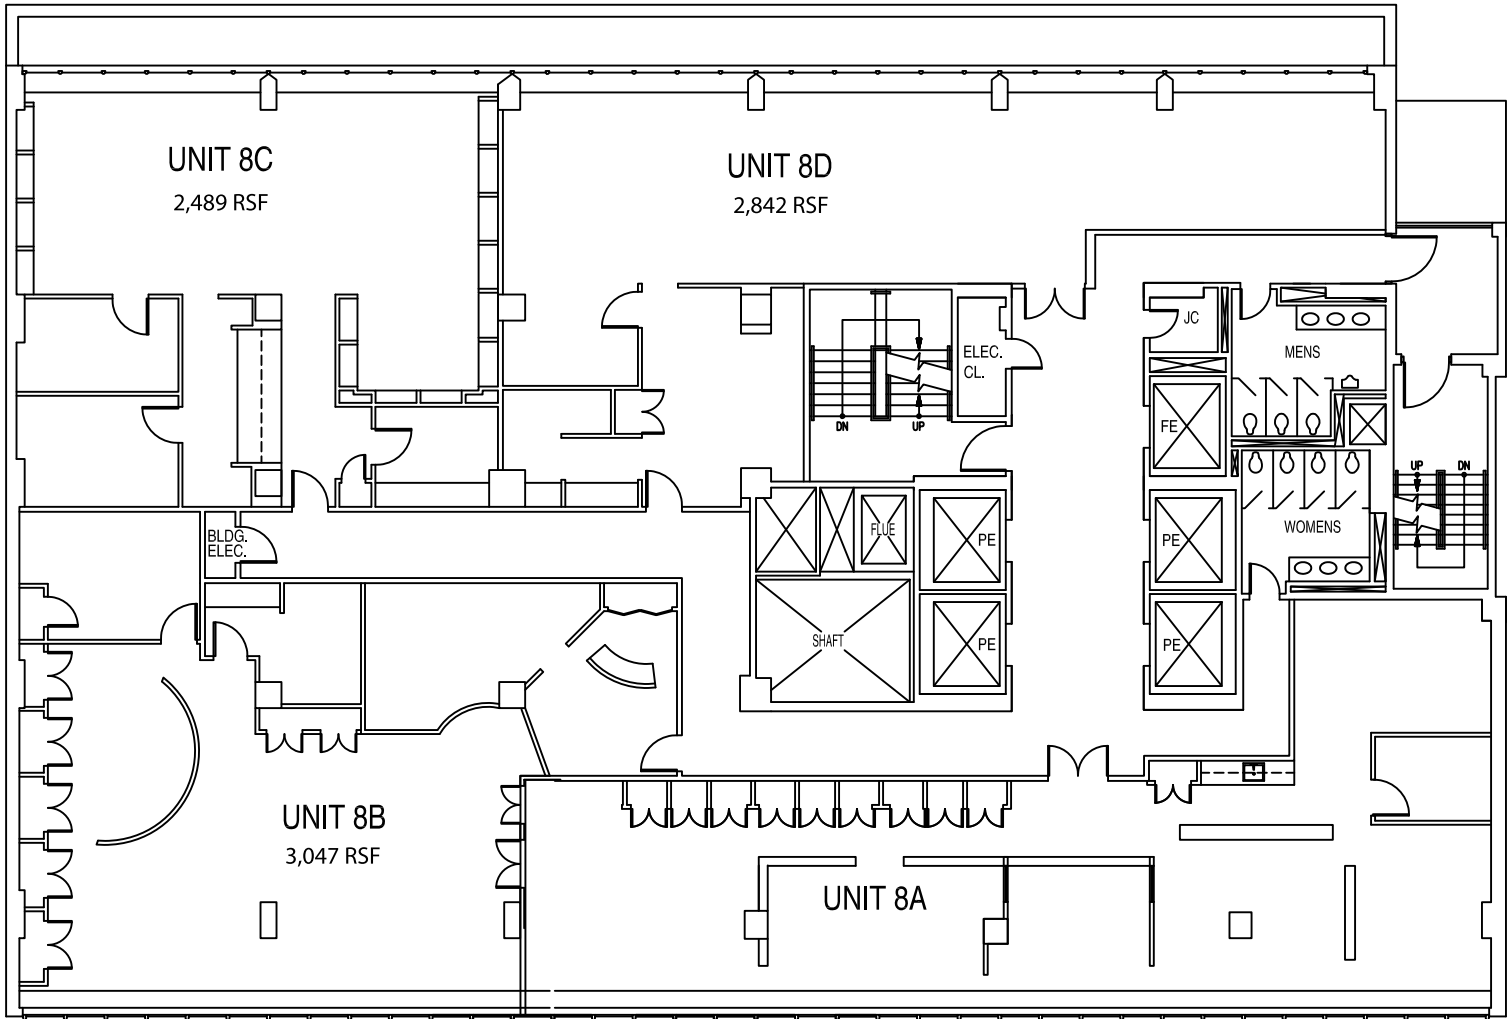 UNIT 8C
2,489 RSF
UNIT 8D
2,842 RSF
JC
MENS
ELEC.
CL.
DN
UP
FE
UP
DN
BLDG.
ELEC.
FLUE
PE
PE
WOMENS
SHAFT
PE
PE
UNIT 8B
3,047 RSF
UNIT 8A